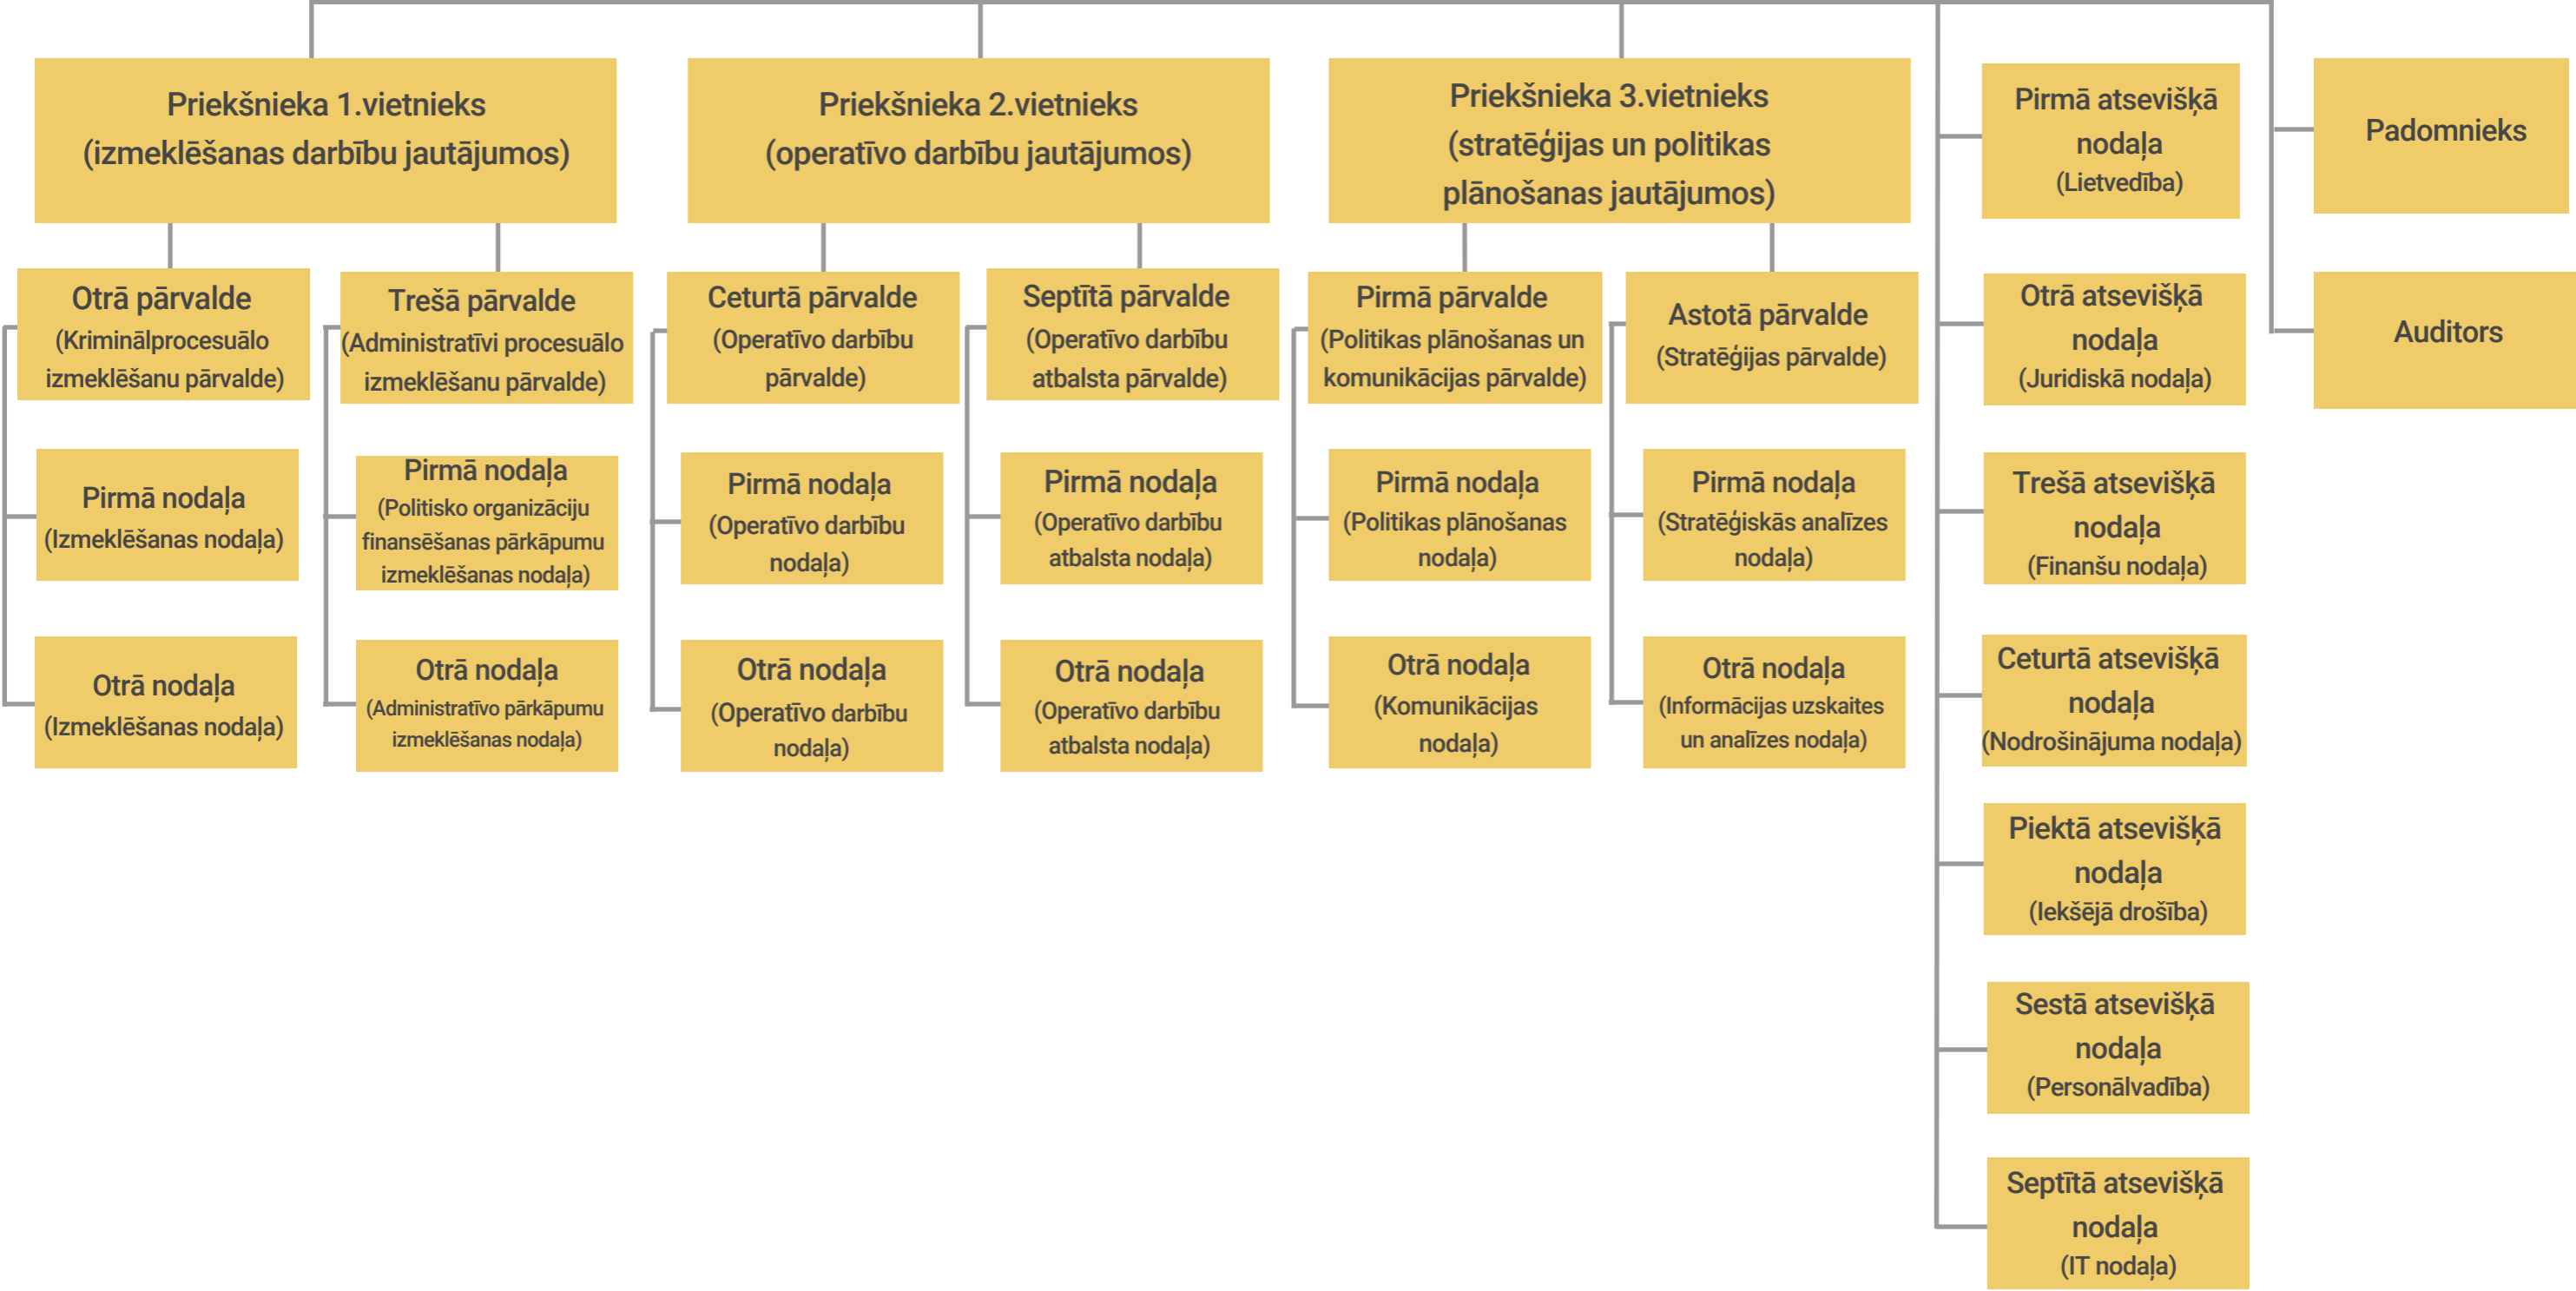 Priekšnieka 1.vietnieks
(izmeklēšanas darbību jautājumos)
Priekšnieka 2.vietnieks
(operatīvo darbību jautājumos)
Priekšnieka 3.vietnieks
(stratēģijas un politikas
plānošanas jautājumos)
Pirmā atsevišķā
nodaļa
(Lietvedība)
Padomnieks
Otrā pārvalde
(Kriminālprocesuālo
izmeklēšanu pārvalde)
Trešā pārvalde
(Administratīvi procesuālo
izmeklēšanu pārvalde)
Ceturtā pārvalde
(Operatīvo darbību
pārvalde)
Septītā pārvalde
(Operatīvo darbību
atbalsta pārvalde)
Pirmā pārvalde
(Politikas plānošanas un
komunikācijas pārvalde)
Astotā pārvalde
(Stratēģijas pārvalde)
Otrā atsevišķā
nodaļa
(Juridiskā nodaļa)
Auditors
Pirmā nodaļa
(Izmeklēšanas nodaļa)
Pirmā nodaļa
(Politisko organizāciju
finansēšanas pārkāpumu
izmeklēšanas nodaļa)
Pirmā nodaļa
(Operatīvo darbību
nodaļa)
Pirmā nodaļa
(Operatīvo darbību
atbalsta nodaļa)
Pirmā nodaļa
(Politikas plānošanas
nodaļa)
Pirmā nodaļa
(Stratēģiskās analīzes
nodaļa)
Trešā atsevišķā
nodaļa
(Finanšu nodaļa)
Otrā nodaļa
(Izmeklēšanas nodaļa)
Otrā nodaļa
(Administratīvo pārkāpumu
izmeklēšanas nodaļa)
Otrā nodaļa
(Operatīvo darbību
nodaļa)
Otrā nodaļa
(Operatīvo darbību
atbalsta nodaļa)
Otrā nodaļa
(Komunikācijas
nodaļa)
Otrā nodaļa
(Informācijas uzskaites
un analīzes nodaļa)
Ceturtā atsevišķā
nodaļa
(Nodrošinājuma nodaļa)
Piektā atsevišķā
nodaļa
(Iekšējā drošība)
Sestā atsevišķā
nodaļa
(Personālvadība)
Septītā atsevišķā
nodaļa
(IT nodaļa)